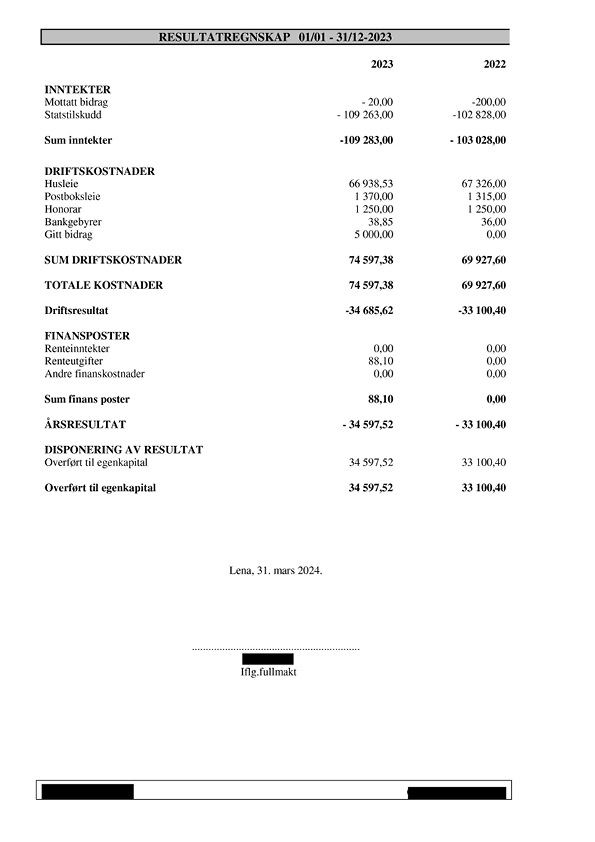 RESULTATREGNSKAP 01/01 - 31/12-2023
2023 2022
INNTEKTER
Mottatt bidrag - 20,00 -200,00
Statstilskudd - 109 263,00 -102 828,00
Sum inntekter -109 283,00 - 103 028,00
DRIFTSKOSTNADER
Husleie 66 938,53 67 326,00
Postboksleie 1 370,00 1 315,00
Honorar 1 250,00 1 250,00
Bankgebyrer 38,85 36,00
Gitt bidrag 5 000,00 0,00
SUM DRIFTSKOSTNADER 74 597,38 69 927,60
TOTALE KOSTNADER 74 597,38 69 927,60
Driftsresultat -34 685,62 -33 100,40
FINANSPOSTER
Renteinntekter 0,00 0,00
Renteutgifter 88,10 0,00
Andre finanskostnader 0,00 0,00
Sum finans poster 88,10 0,00
ÅRSRESULTAT - 34 597,52 - 33 100,40
DISPONERING AV RESULTAT
Overført til egenkapital 34 597,52 33 100,40
Overført til egenkapital 34 597,52 33 100,40
Lena, 31. mars 2024.
Iflg.fullmakt